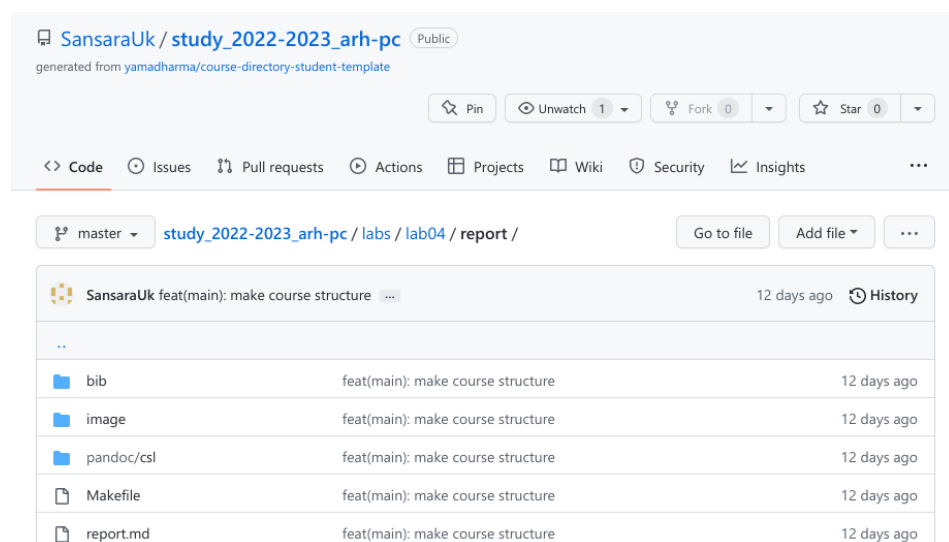 SansaraUk / study_2022-2023_arh-pc Public
generated from yamadharma/course-directory-student-template
Pin Unwatch 1 Fork 0 Star 0
<> Code Issues Pull requests Actions Projects Wiki Security Insights ...
master study_2022-2023_arh-pc / labs / lab04 / report / Go to file Add file ...
SansaraUk feat(main): make course structure ... 12 days ago History
..
bib feat(main): make course structure 12 days ago
image feat(main): make course structure 12 days ago
pandoc/csl feat(main): make course structure 12 days ago
Makefile feat(main): make course structure 12 days ago
report.md feat(main): make course structure 12 days ago